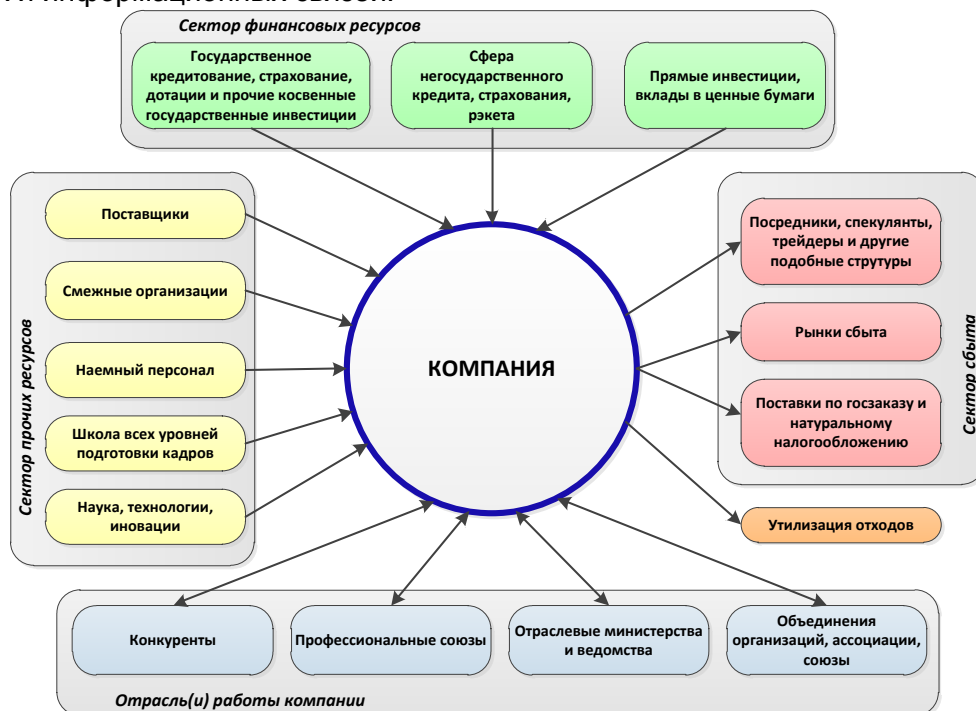 информационных связей.
Сектор финансовых ресурсов
Государственное
кредитование, страхование,
дотации и прочие косвенные
государственные инвестиции
Сфера
негосударственного
кредита, страхования,
рэкета
Прямые инвестиции,
вклады в ценные бумаги
Сектор прочих ресурсов
Поставщики
Смежные организации
Наемный персонал
Школа всех уровней
подготовки кадров
Наука, технологии,
иновации
КОМПАНИЯ
Посредники, спекулянты,
трейдеры и другие
подобные струтуры
Рынки сбыта
Поставки по госзаказу и
натуральному
налогообложению
Сектор сбыта
Утилизация отходов
Конкуренты
Профессиональные союзы
Отраслевые министерства
и ведомства
Объединения
организаций, ассоциации,
союзы
Отрасль(и) работы компании